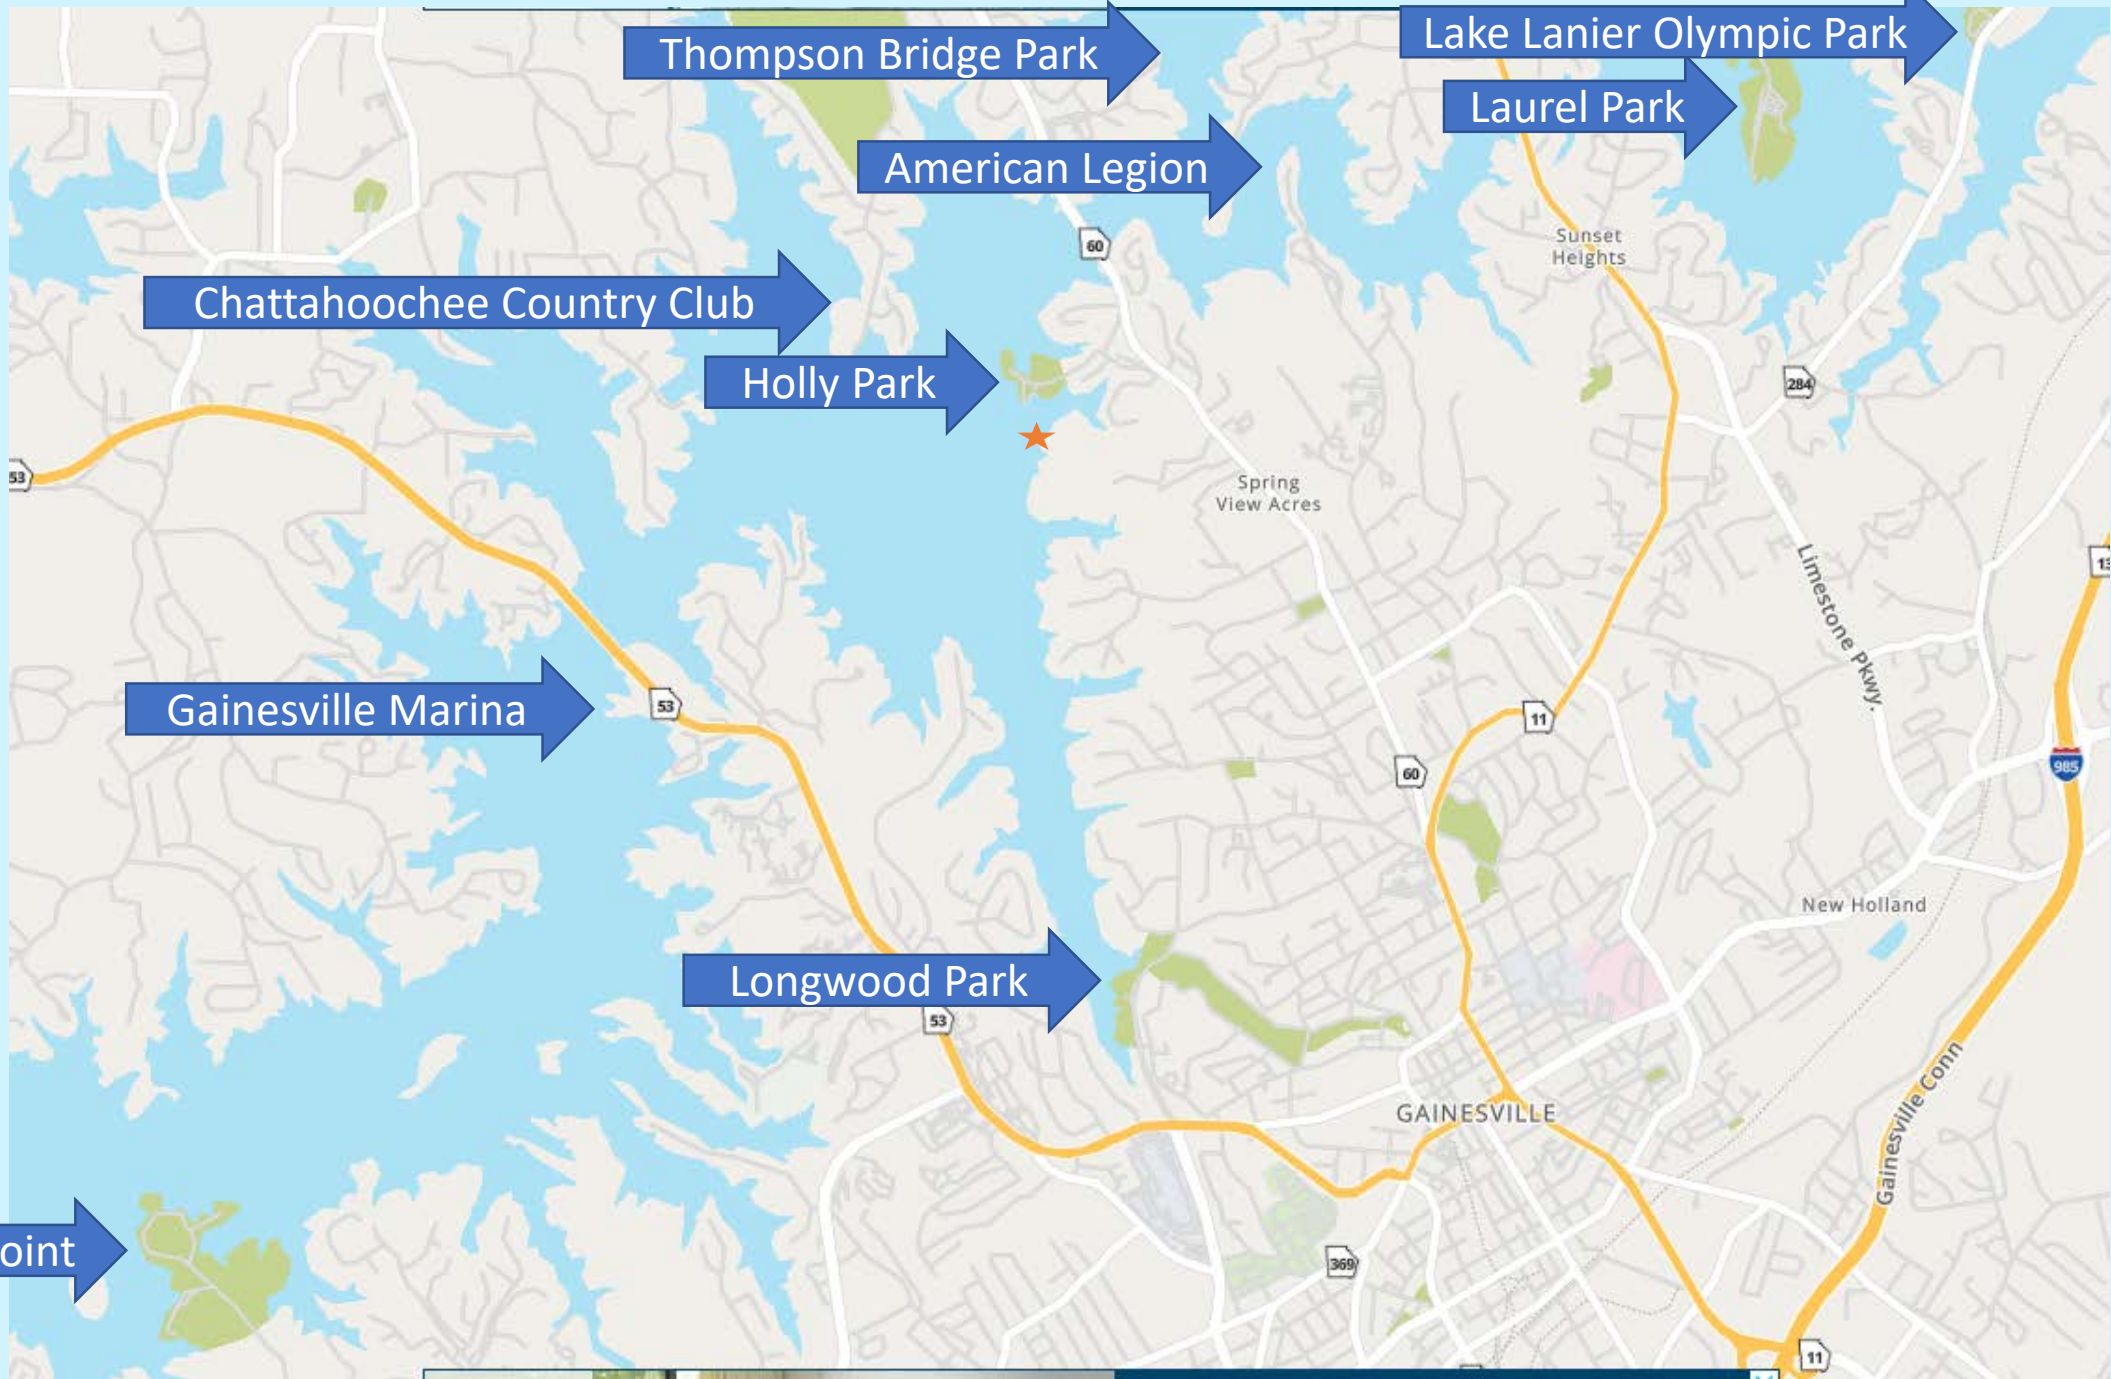 Lake Lanier Olympic Park
Thompson Bridge Park
Laurel Park
American Legion
60
Sunset
Heights
Chattahoochee Country Club
Holly Park
284
53
Spring
View Acres
Limestone Pkwy.
13
Gainesville Marina
53
11
60
985
New Holland
Longwood Park
53
GAINESVILLE
Gainesville Conn
oint
369
11